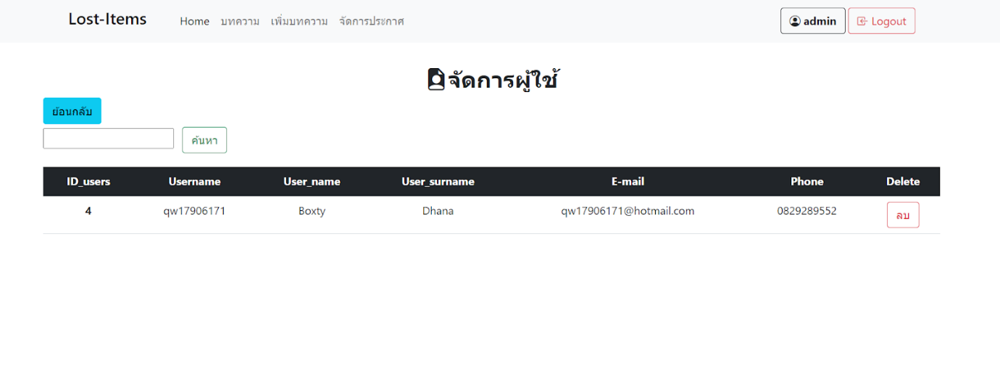 Lost-Items Home บทความ เพิ่มบทความ จัดการประกาศ admin Logout
จัดการผู้ใช้
ย้อนกลับ
ค้นหา
ID_users Username User_name User_surname E-mail Phone Delete
4 qw17906171 Boxty Dhana qw17906171@hotmail.com 0829289552 ลบ